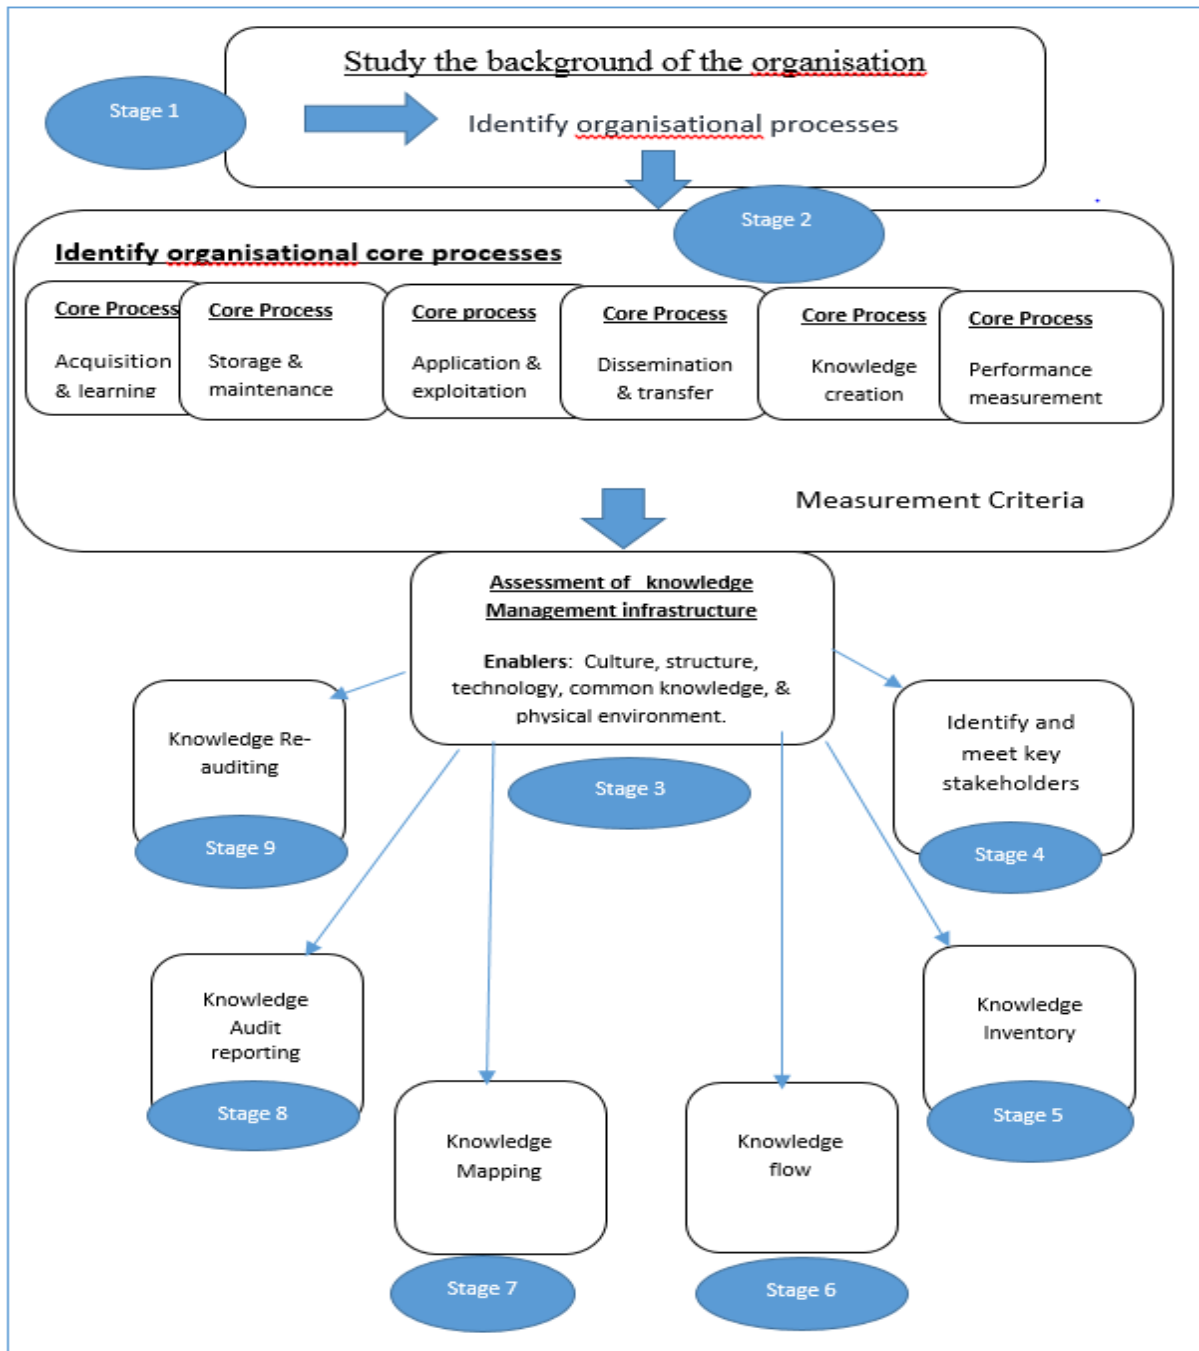 Study the background of the organisation
Stage 1
Identify organisational processes
Stage 2
Identify organisational core processes
Core Process
Acquisition
& learning
Core Process
Storage &
maintenance
Core process
Application &
exploitation
Core Process
Dissemination
& transfer
Core Process
Knowledge
creation
Core Process
Performance
measurement
Measurement Criteria
Assessment of knowledge
Management infrastructure
Enablers: Culture, structure,
technology, common knowledge, &
physical environment.
Stage 3
Identify and
meet key
stakeholders
Stage 4
Knowledge
Inventory
Stage 5
Knowledge
flow
Stage 6
Knowledge
Mapping
Stage 7
Knowledge
Audit
reporting
Stage 8
Knowledge Re-
auditing
Stage 9